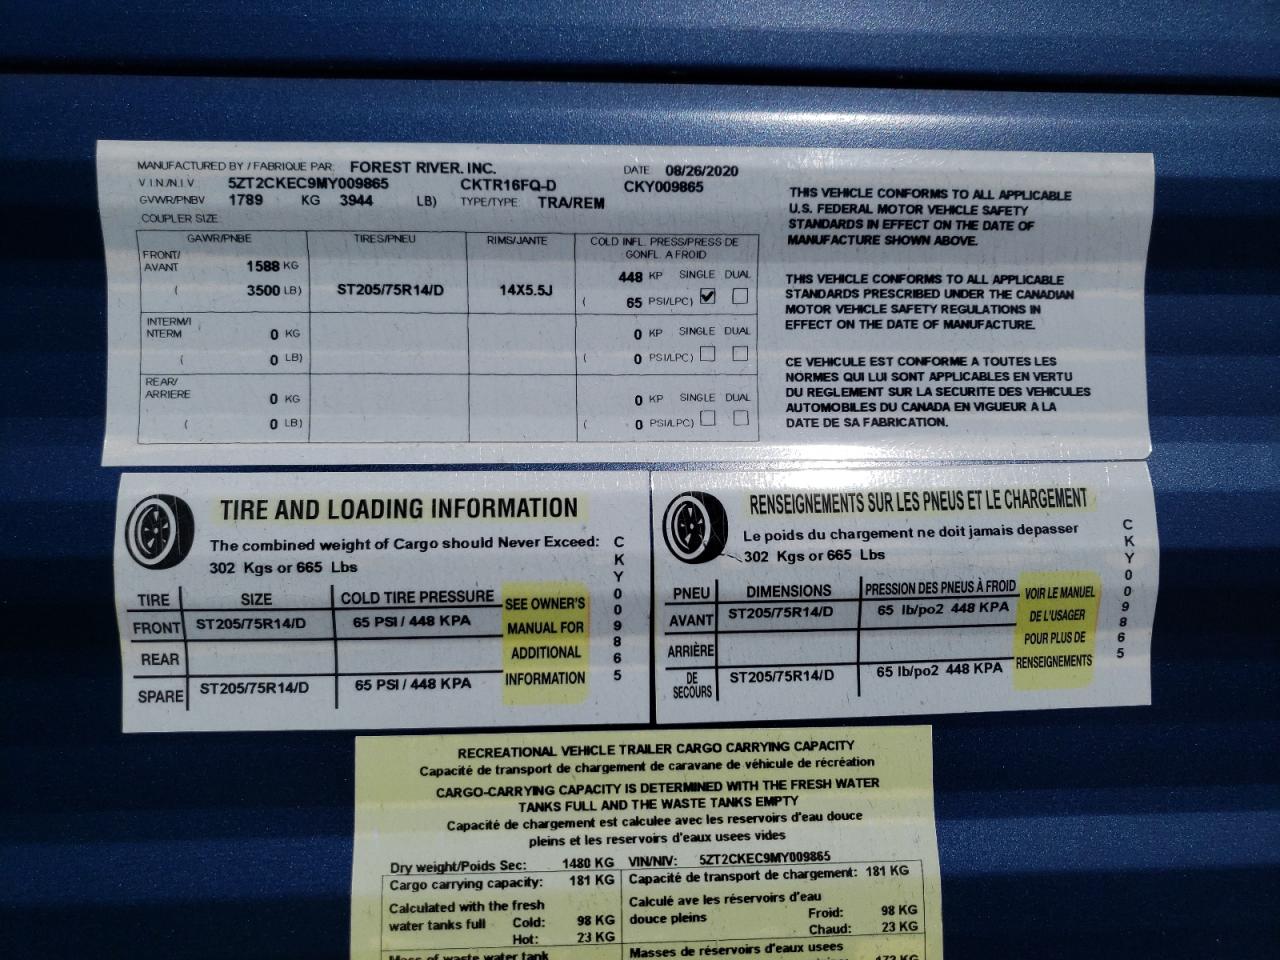 MANUFACTURED BY / FABRIQUE PAR: FOREST RIVER, INC. DATE 08/26/2020
V I N./N.I.V 5ZT2CKEC9MY009865 CKTR16FQ-D CKY009865
GVWR/PNBV 1789 KG 3944 LB) TYPE/TYPE: TRA/REM
COUPLER SIZE:
GAWR/PNBE TIRES/PNEU RIMS/JANTE COLD INFL. PRESS/PRESS DE
GONFL. A FROID
FRONT/
AVANT 1588 KG 448 KP SINGLE DUAL
( 3500 LB) ST205/75R14/D 14X5.5J ( 65 PSI/LPC)
INTERM/I
NTERM 0 KG 0 KP SINGLE DUAL
( 0 LB) ( 0 PSI/LPC)
REAR/
ARRIERE 0 KG 0 KP SINGLE DUAL
( 0 LB) ( 0 PSI/LPC)
THIS VEHICLE CONFORMS TO ALL APPLICABLE
U.S. FEDERAL MOTOR VEHICLE SAFETY
STANDARDS IN EFFECT ON THE DATE OF
MANUFACTURE SHOWN ABOVE.
THIS VEHICLE CONFORMS TO ALL APPLICABLE
STANDARDS PRESCRIBED UNDER THE CANADIAN
MOTOR VEHICLE SAFETY REGULATIONS IN
EFFECT ON THE DATE OF MANUFACTURE.
CE VEHICULE EST CONFORME A TOUTES LES
NORMES QUI LUI SONT APPLICABLES EN VERTU
DU REGLEMENT SUR LA SECURITE DES VEHICULES
AUTOMOBILES DU CANADA EN VIGUEUR A LA
DATE DE SA FABRICATION.
TIRE AND LOADING INFORMATION
The combined weight of Cargo should Never Exceed:
302 Kgs or 665 Lbs
TIRE SIZE COLD TIRE PRESSURE
FRONT ST205/75R14/D 65 PSI / 448 KPA
REAR
SPARE ST205/75R14/D 65 PSI / 448 KPA
SEE OWNER'S
MANUAL FOR
ADDITIONAL
INFORMATION
CKY009865
RENSEIGNEMENTS SUR LES PNEUS ET LE CHARGEMENT
Le poids du chargement ne doit jamais depasser
302 Kgs or 665 Lbs
PNEU DIMENSIONS PRESSION DES PNEUS À FROID
AVANT ST205/75R14/D 65 lb/po2 448 KPA
ARRIÈRE
DE
SECOURS ST205/75R14/D 65 lb/po2 448 KPA
VOIR LE MANUEL
DE L'USAGER
POUR PLUS DE
RENSEIGNEMENTS
CKY009865
RECREATIONAL VEHICLE TRAILER CARGO CARRYING CAPACITY
Capacité de transport de chargement de caravane de véhicule de récréation
CARGO-CARRYING CAPACITY IS DETERMINED WITH THE FRESH WATER
TANKS FULL AND THE WASTE TANKS EMPTY
Capacité de chargement est calculee avec les reservoirs d'eau douce
pleins et les reservoirs d'eaux usees vides
Dry weight/Poids Sec: 1480 KG VIN/NIV: 5ZT2CKEC9MY009865
Cargo carrying capacity: 181 KG Capacité de transport de chargement: 181 KG
Calculated with the fresh
water tanks full Cold: 98 KG
Hot: 23 KG
Calculé ave les réservoirs d'eau
douce pleins Froid: 98 KG
Chaud: 23 KG
Mass of waste water tank
Masses de réservoirs d'eaux usees